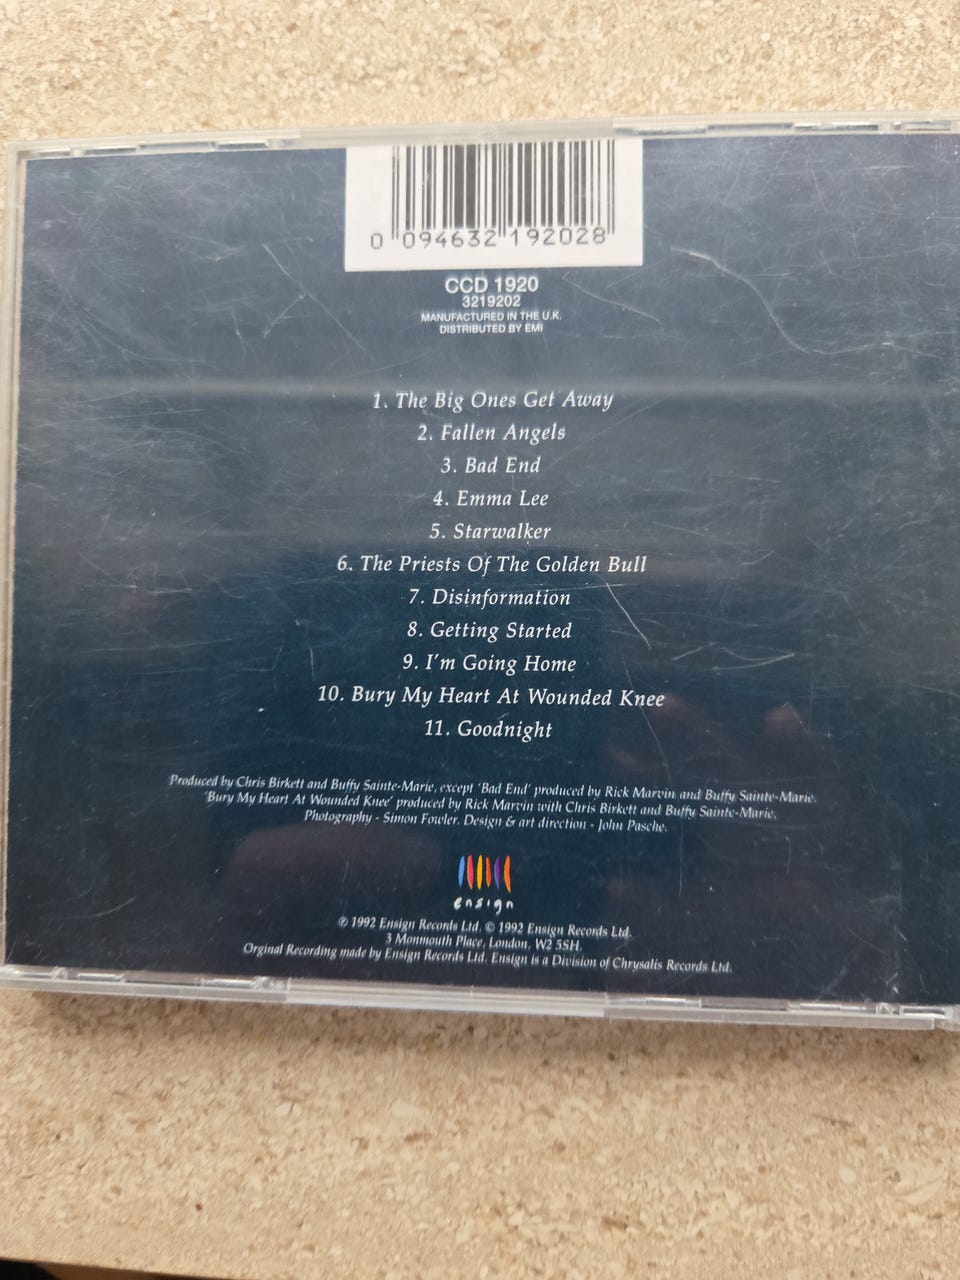 0 094632 192028
CCD 1920
3219202
MANUFACTURED IN THE U.K.
DISTRIBUTED BY EMI
1. The Big Ones Get Away
2. Fallen Angels
3. Bad End
4. Emma Lee
5. Starwalker
6. The Priests Of The Golden Bull
7. Disinformation
8. Getting Started
9. I'm Going Home
10. Bury My Heart At Wounded Knee
11. Goodnight
Produced by Chris Birkett and Buffy Sainte-Marie, except 'Bad End' produced by Rick Marvin and Buffy Sainte-Marie.
'Bury My Heart At Wounded Knee' produced by Rick Marvin with Chris Birkett and Buffy Sainte-Marie.
Photography - Simon Fowler. Design & art direction - John Pasche.
ensign
℗ 1992 Ensign Records Ltd. © 1992 Ensign Records Ltd.
3 Monmouth Place, London, W2 5SH.
Orginal Recording made by Ensign Records Ltd. Ensign is a Division of Chrysalis Records Ltd.